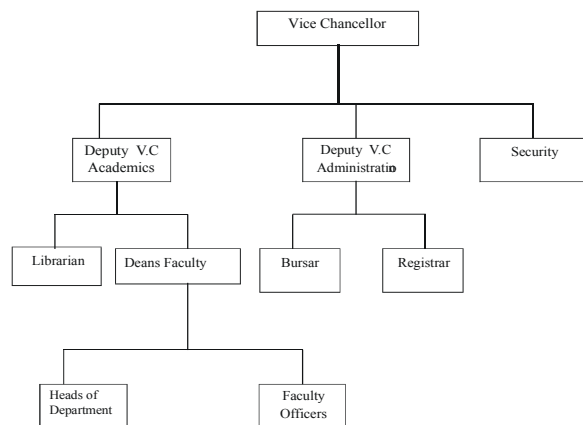 Vice Chancellor
Deputy V.C
Academics
Deputy V.C
Administratio
Security
Librarian
Deans Faculty
Bursar
Registrar
Heads of
Department
Faculty
Officers